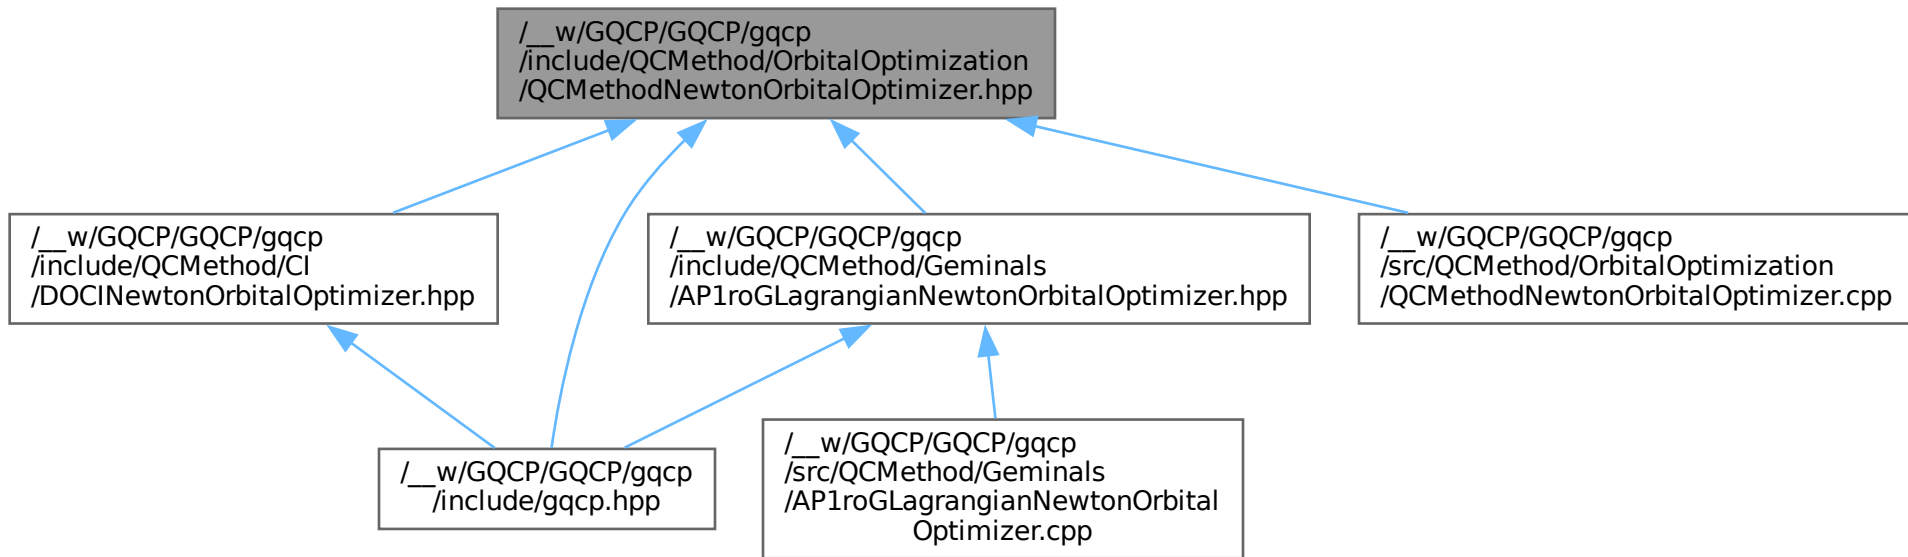 /__w/GQCP/GQCP/gqcp
/include/QCMethod/OrbitalOptimization
/QCMethodNewtonOrbitalOptimizer.hpp
/__w/GQCP/GQCP/gqcp
/include/QCMethod/CI
/DOCINewtonOrbitalOptimizer.hpp
/__w/GQCP/GQCP/gqcp
/include/QCMethod/Geminals
/AP1roGLagrangianNewtonOrbitalOptimizer.hpp
/__w/GQCP/GQCP/gqcp
/src/QCMethod/OrbitalOptimization
/QCMethodNewtonOrbitalOptimizer.cpp
/__w/GQCP/GQCP/gqcp
/include/gqcp.hpp
/__w/GQCP/GQCP/gqcp
/src/QCMethod/Geminals
/AP1roGLagrangianNewtonOrbital
Optimizer.cpp